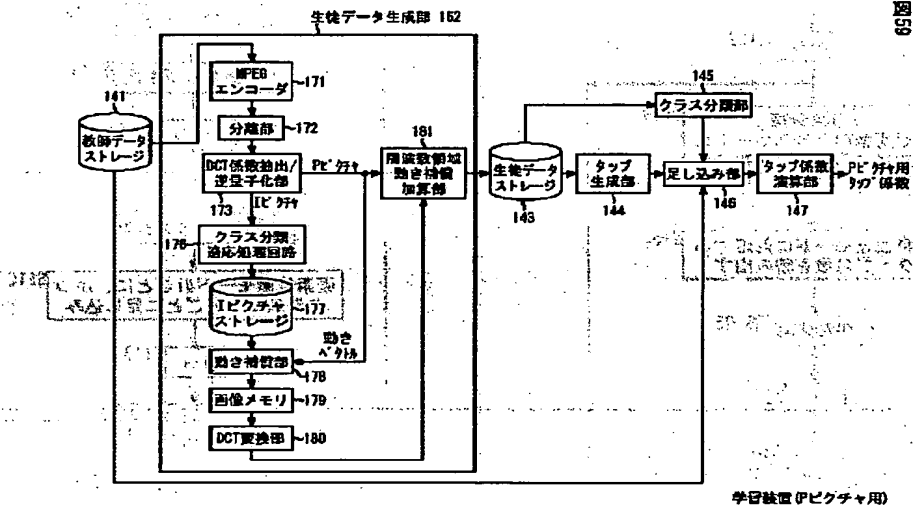 図59
生徒データ生成部 162
MPEG
エンコーダ
171
分離部
172
DCT係数抽出/
逆量子化部
173
Pピクチャ
Iピクチャ
クラス分類
適応処理回路
176
Iピクチャ
ストレージ
177
動き
ベクトル
動き補償部
178
画像メモリ
179
DCT変換部
180
181
周波数領域
動き補償
加算部
141
教師データ
ストレージ
生徒データ
ストレージ
143
タップ
生成部
144
145
クラス分類部
足し込み部
146
タップ係数
演算部
147
Pピクチャ用
タップ係数
学習装置(Pピクチャ用)